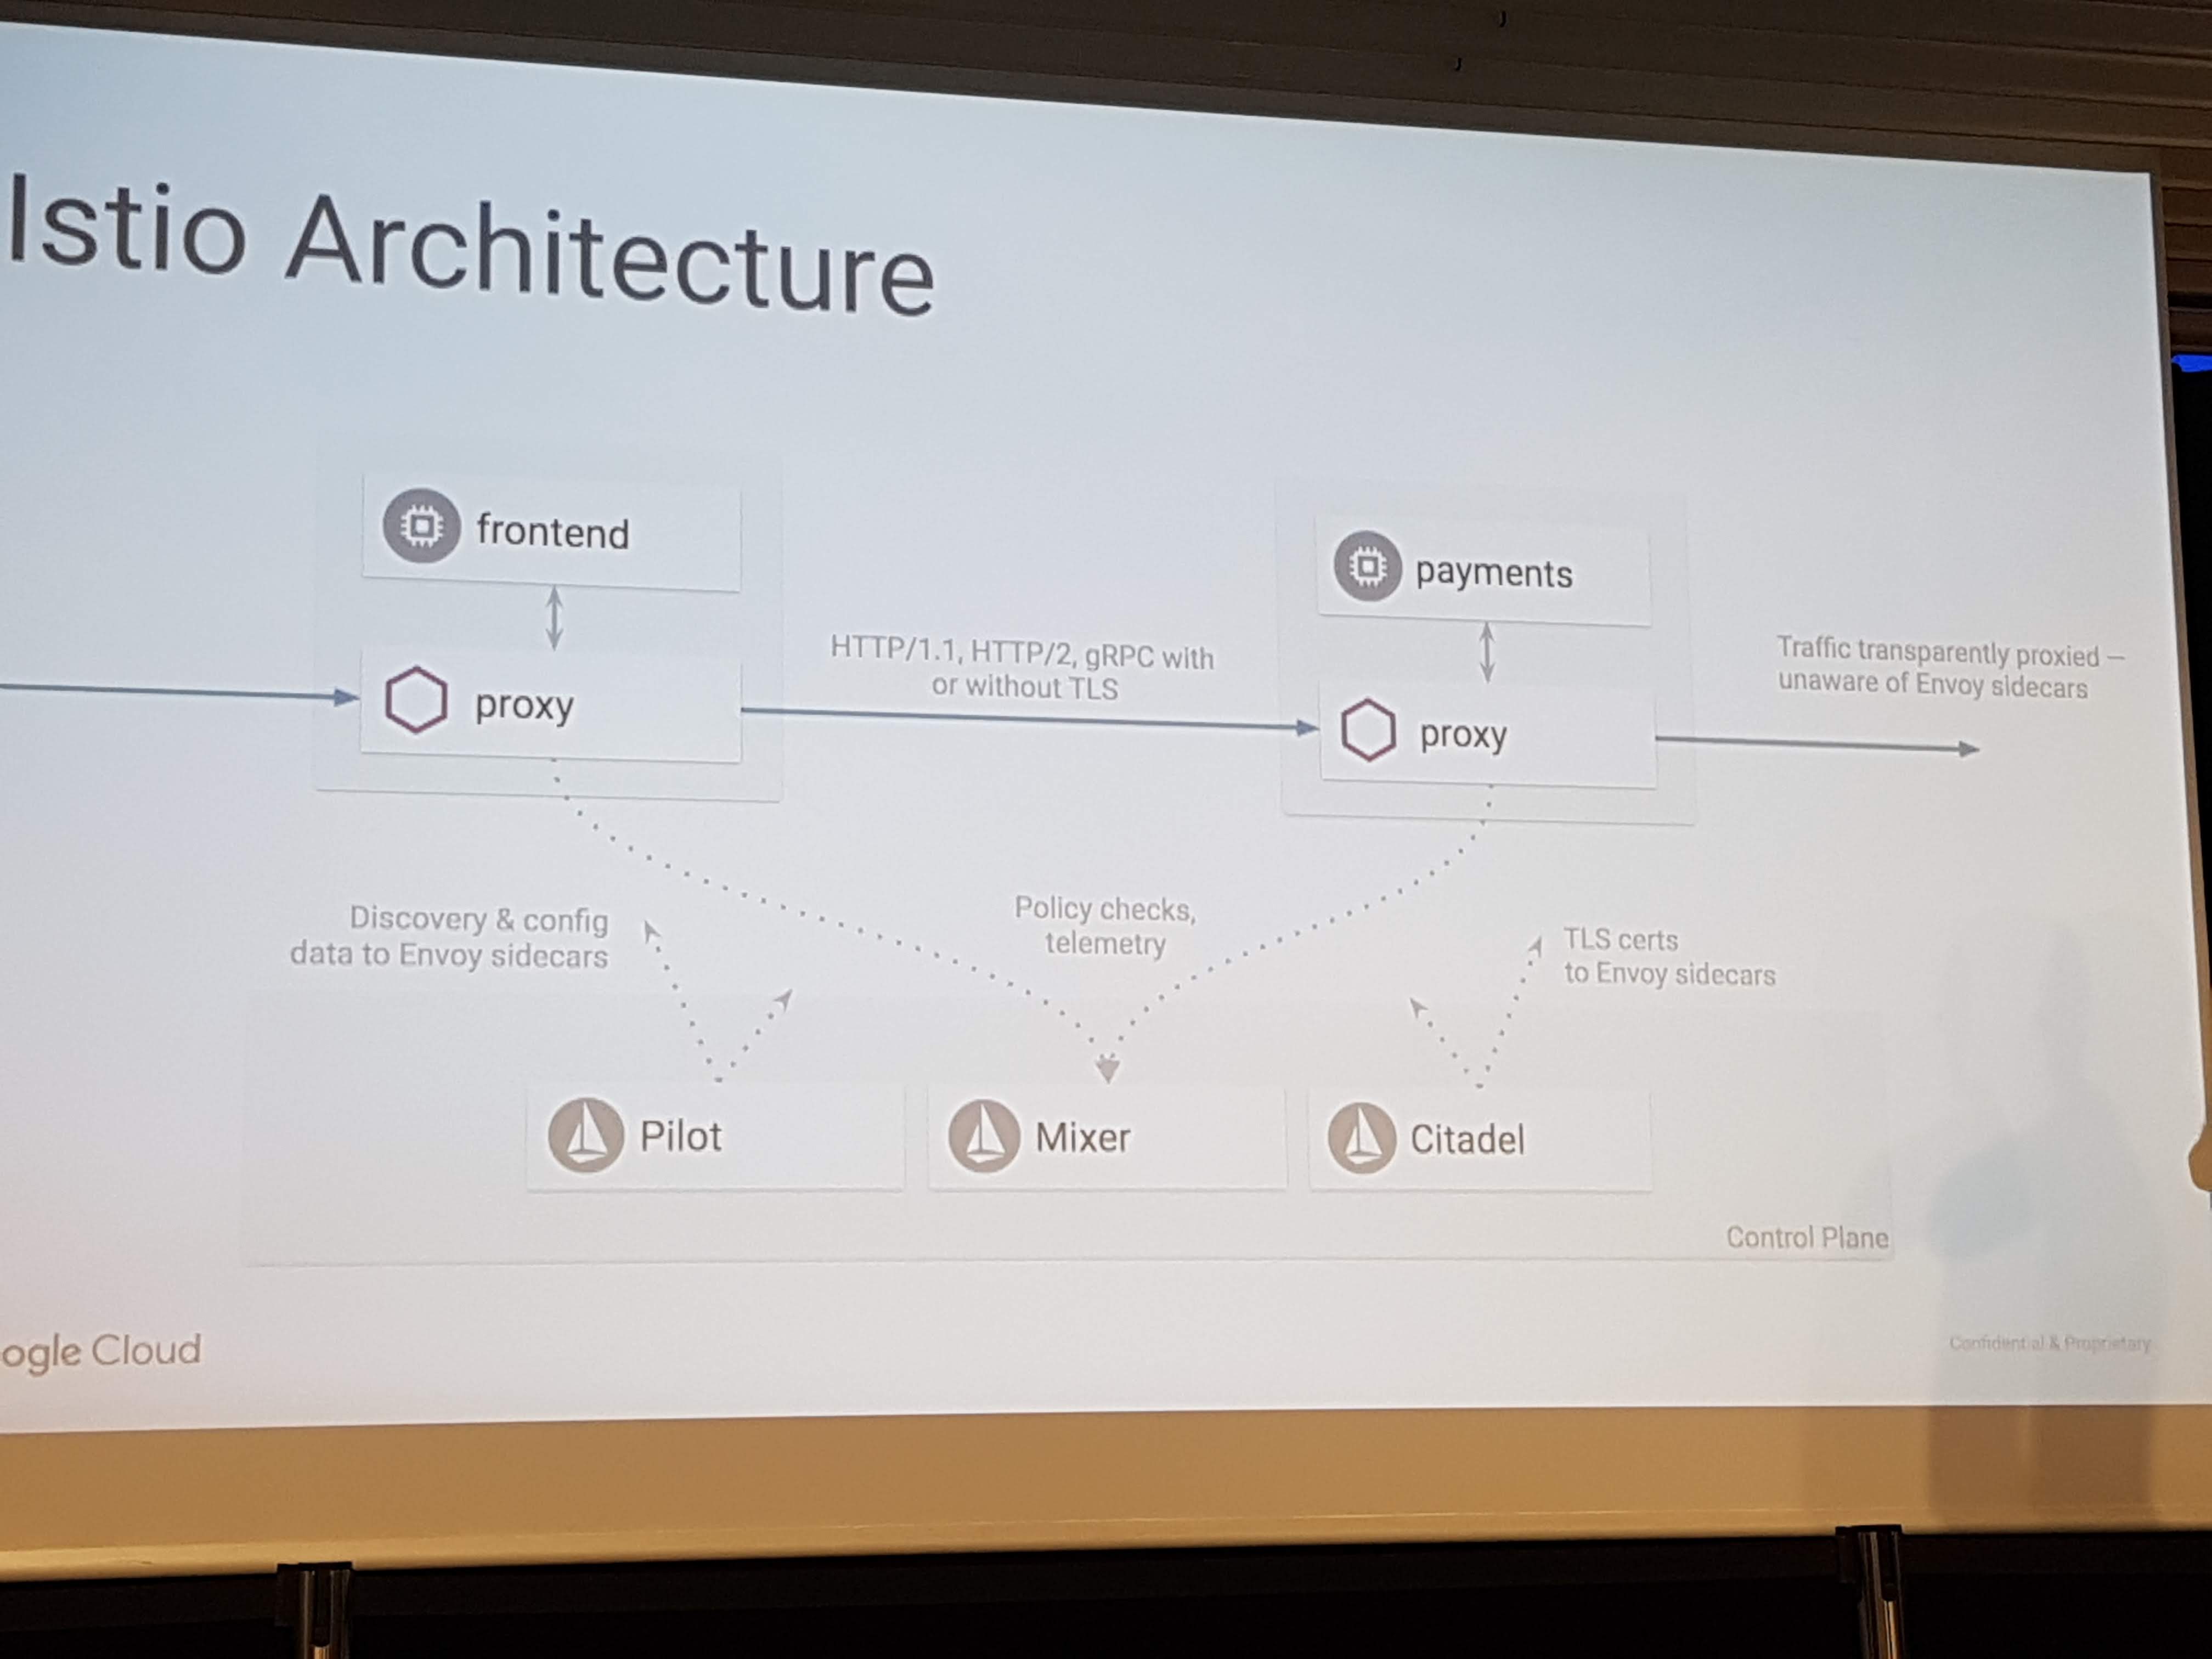 Istio Architecture
frontend
payments
HTTP/1.1, HTTP/2, gRPC with
or without TLS
Traffic transparently proxied –
unaware of Envoy sidecars
proxy
proxy
Discovery & config
data to Envoy sidecars
Policy checks,
telemetry
TLS certs
to Envoy sidecars
Pilot
Mixer
Citadel
Control Plane
ogle Cloud
Confidential & Proprietary